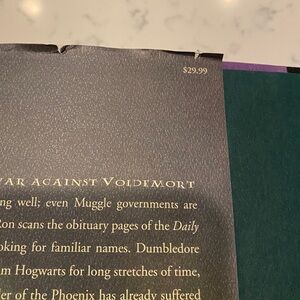 $29.99
WAR AGAINST VOLDEMORT
ng well; even Muggle governments are
Ron scans the obituary pages of the Daily
oking for familiar names. Dumbledore
m Hogwarts for long stretches of time,
er of the Phoenix has already suffered